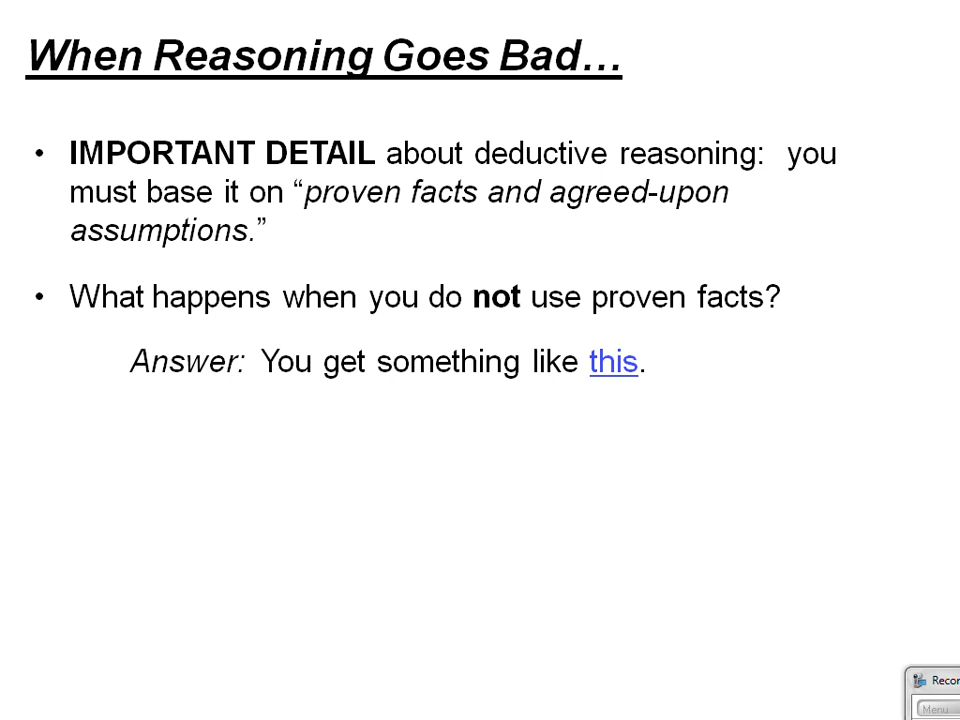 When Reasoning Goes Bad…
• IMPORTANT DETAIL about deductive reasoning:  you
must base it on “proven facts and agreed-upon
assumptions.”
• What happens when you do not use proven facts?
Answer:  You get something like this.
Menu